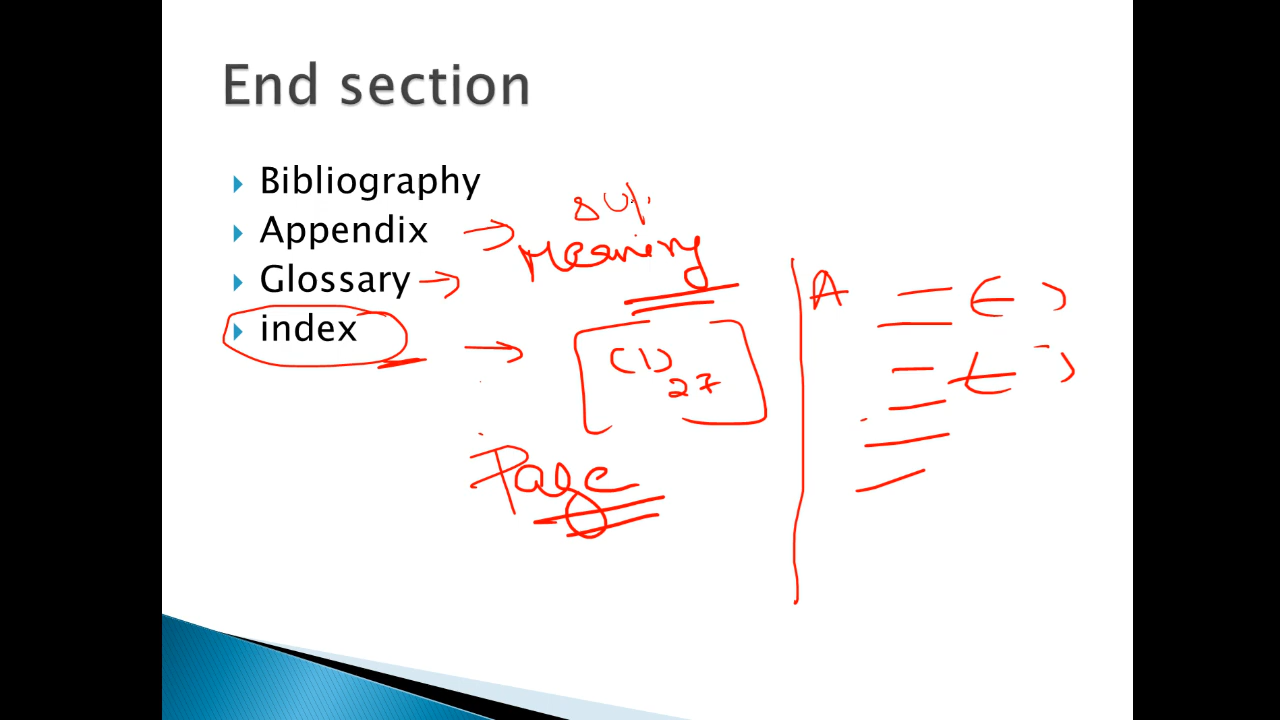 End section
Bibliography
Appendix
Glossary
index
Meaning
A
(1)
27
Page